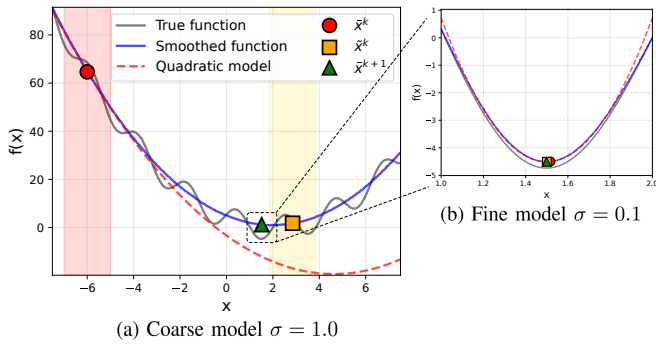 True function
Smoothed function
Quadratic model
x̄ᵏ
x̃ᵏ
x̄ᵏ⁺¹
f(x)
80
60
40
20
0
−6
−4
−2
0
2
4
6
x
(a) Coarse model σ = 1.0
f(x)
1
0
−1
−2
−3
−4
−5
1.0
1.2
1.4
1.6
1.8
2.0
x
(b) Fine model σ = 0.1